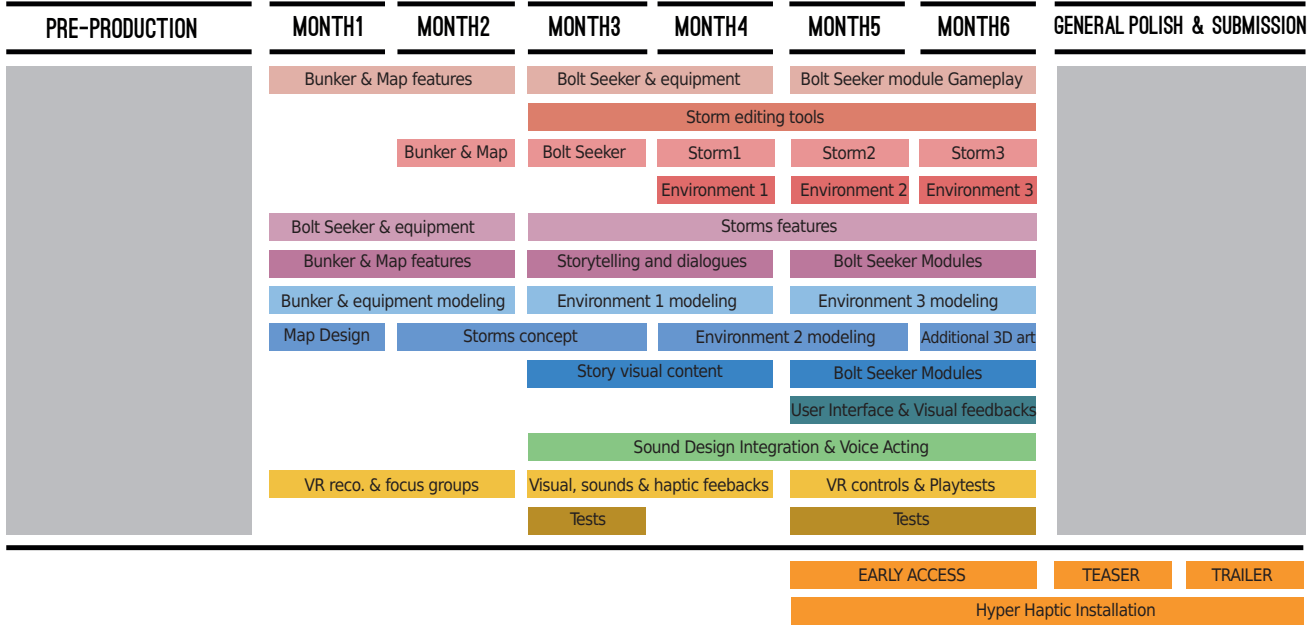 PRE-PRODUCTION MONTH1 MONTH2 MONTH3 MONTH4 MONTH5 MONTH6 GENERAL POLISH & SUBMISSION
Bunker & Map features Bolt Seeker & equipment Bolt Seeker module Gameplay
Storm editing tools
Bunker & Map Bolt Seeker Storm1 Storm2 Storm3
Environment 1 Environment 2 Environment 3
Bolt Seeker & equipment Storms features
Bunker & Map features Storytelling and dialogues Bolt Seeker Modules
Bunker & equipment modeling Environment 1 modeling Environment 3 modeling
Map Design Storms concept Environment 2 modeling Additional 3D art
Story visual content Bolt Seeker Modules
User Interface & Visual feedbacks
Sound Design Integration & Voice Acting
VR reco. & focus groups Visual, sounds & haptic feebacks VR controls & Playtests
Tests Tests
EARLY ACCESS TEASER TRAILER
Hyper Haptic Installation